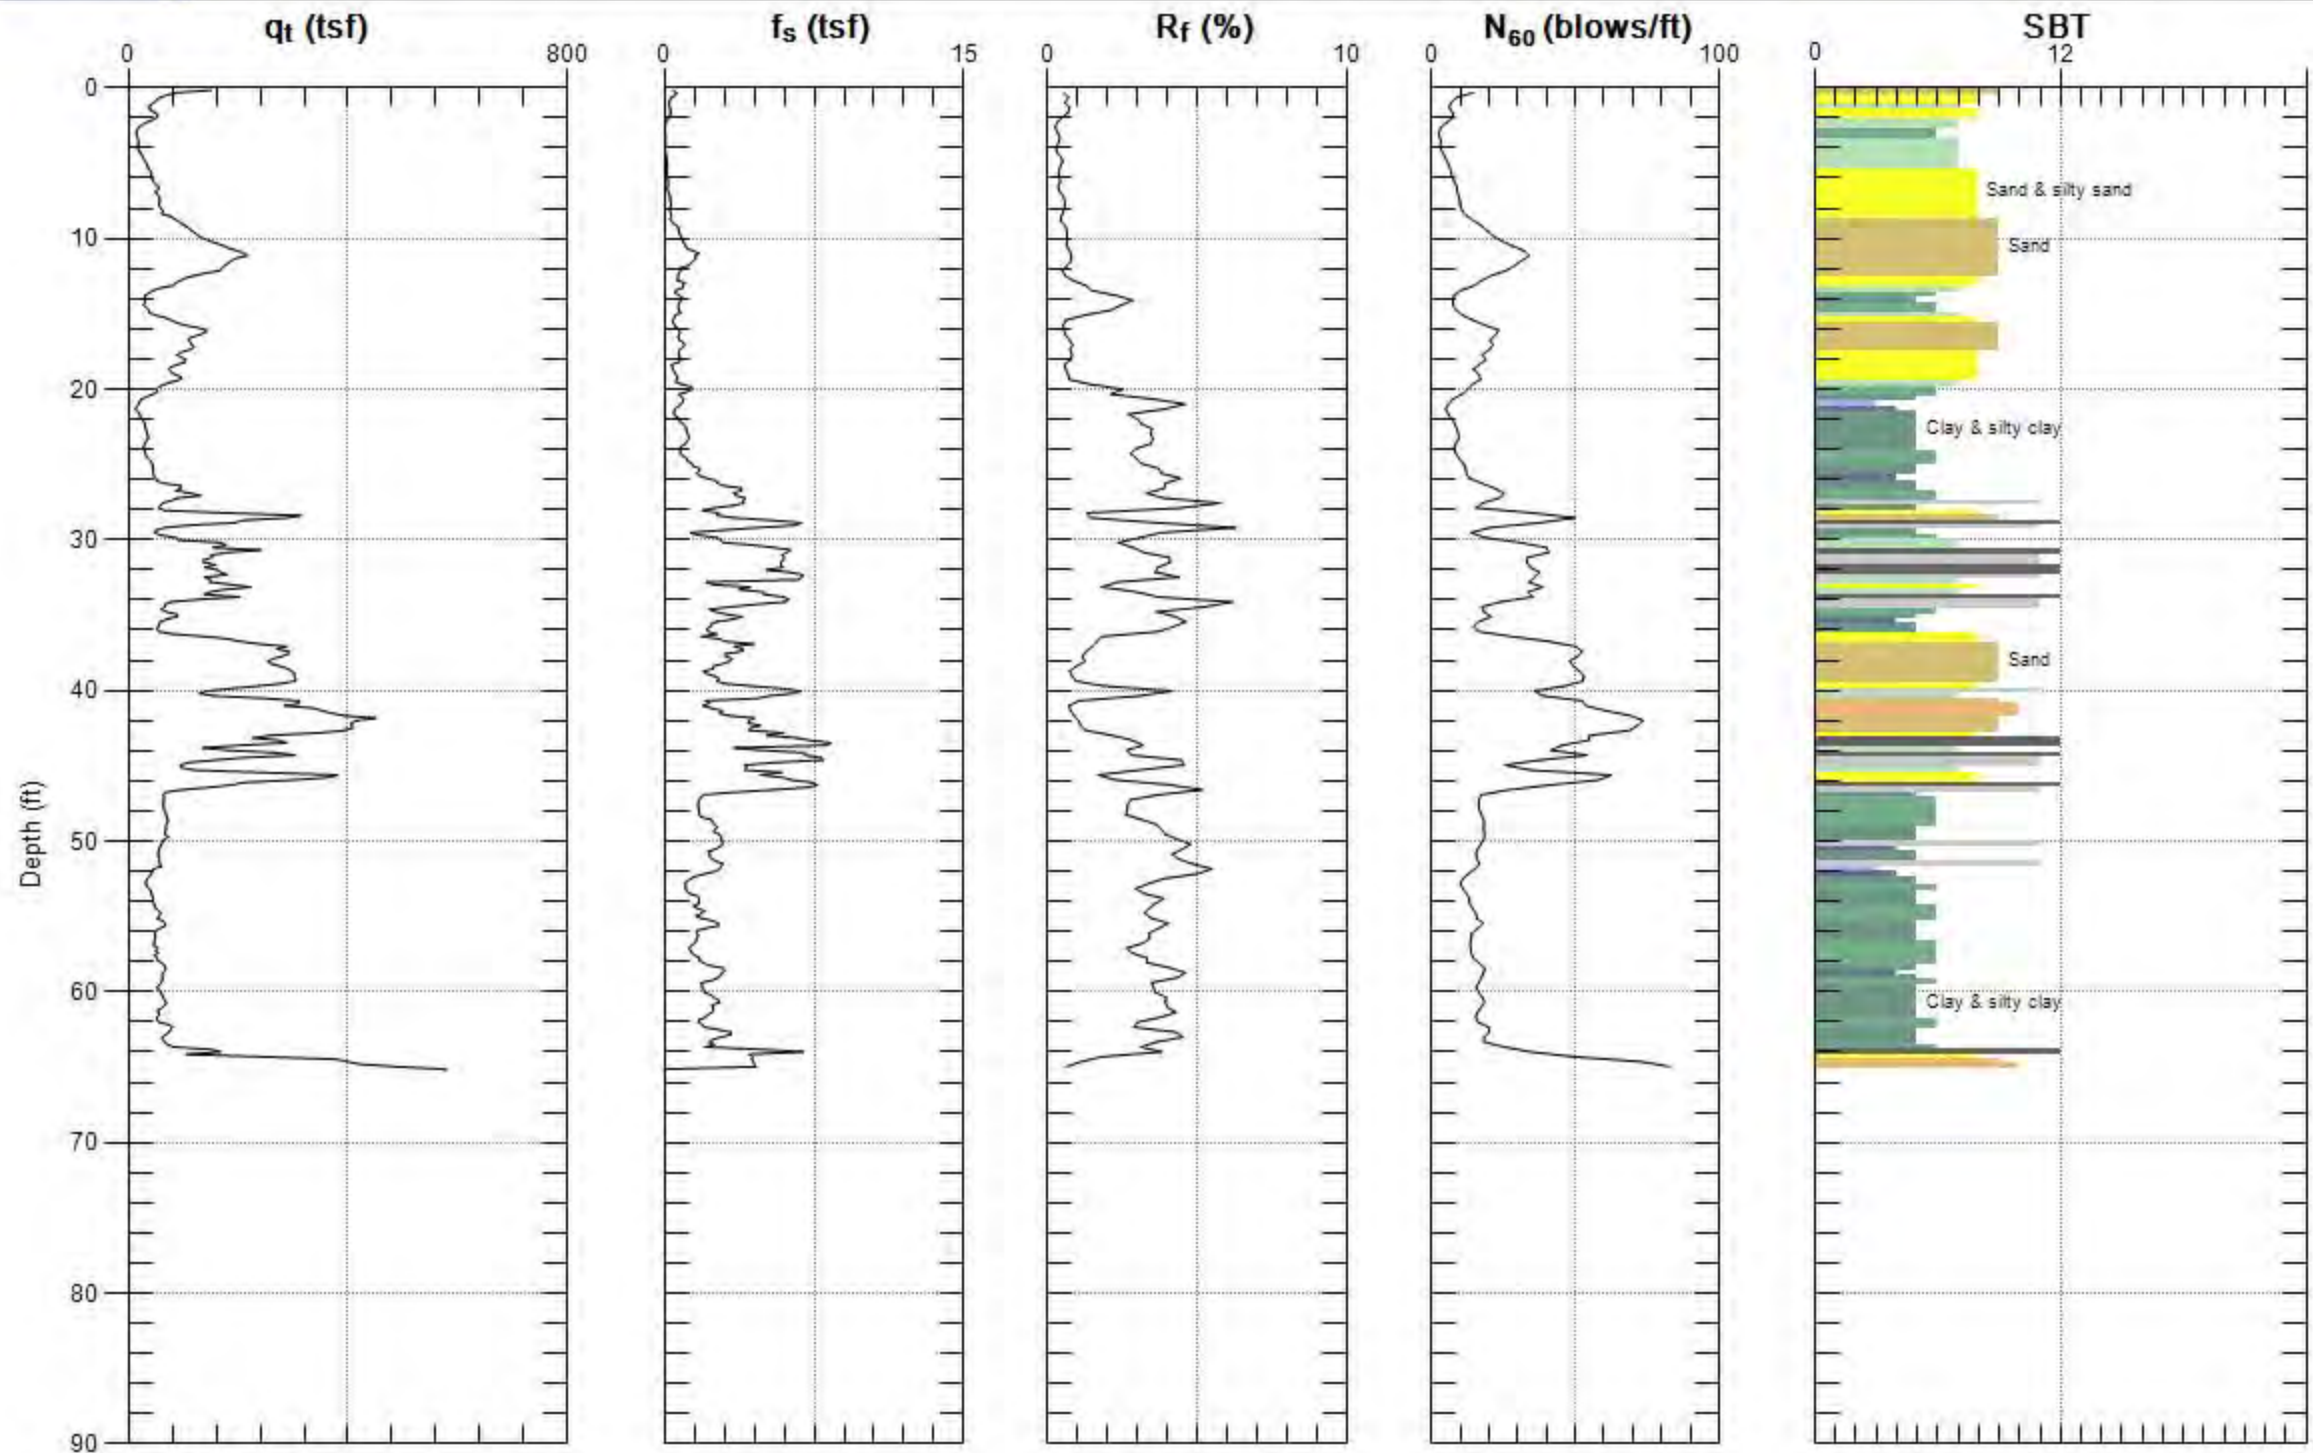 qt (tsf)
fs (tsf)
Rf (%)
N60 (blows/ft)
SBT
0 800
0 15
0 10
0 100
0 12
0
10
20
30
40
50
60
70
80
90
Depth (ft)
Sand & silty sand
Sand
Clay & silty clay
Sand
Clay & silty clay